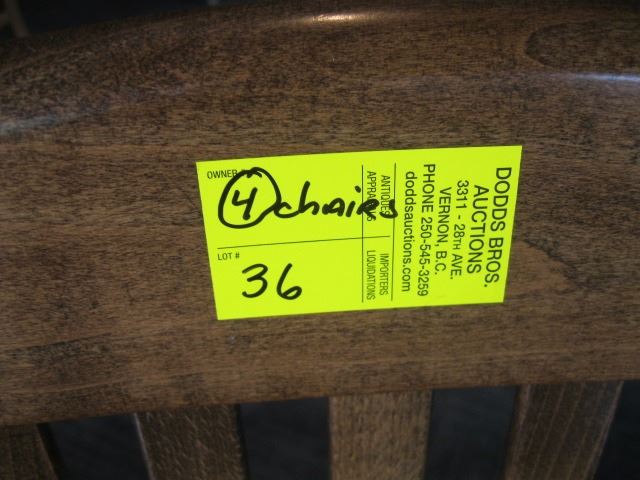 OWNER #
4 chairs
LOT #
36
ANTIQUES
APPRAISALS
IMPORTERS
LIQUIDATIONS
DODDS BROS.
AUCTIONS
3311 - 28TH AVE.
VERNON, B.C.
PHONE 250-545-3259
doddsauctions.com